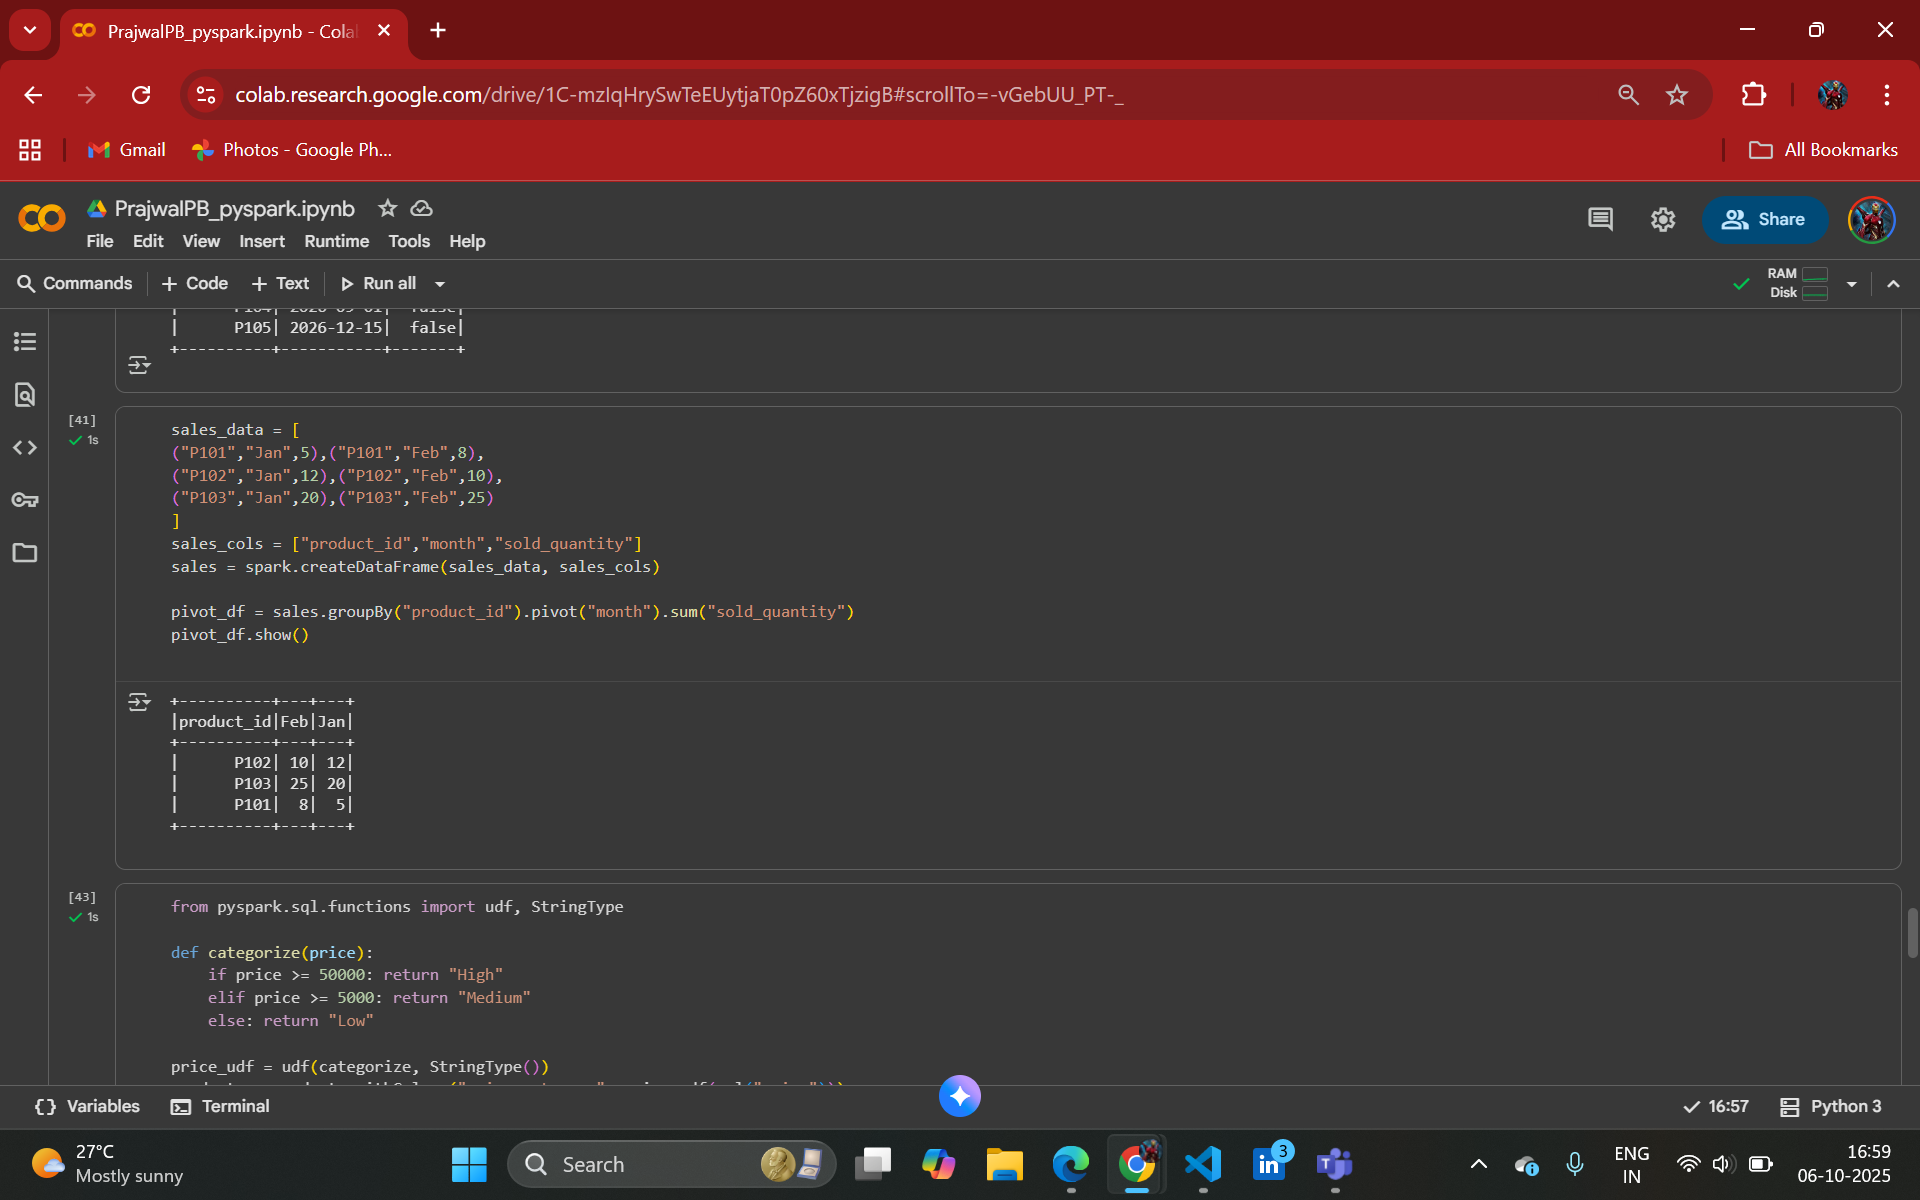 PrajwalPB_pyspark.ipynb - Cola
colab.research.google.com/drive/1C-mzIqHrySwTeEUytjaT0pZ60xTjzigB#scrollTo=-vGebUU_PT-_
Gmail
Photos - Google Ph...
All Bookmarks
PrajwalPB_pyspark.ipynb
File Edit View Insert Runtime Tools Help
Share
Commands + Code + Text Run all
RAM
Disk
| P104| 2026-09-01| false|
| P105| 2026-12-15| false|
+----------+-----------+-------+
[41]
1s
sales_data = [
("P101","Jan",5),("P101","Feb",8),
("P102","Jan",12),("P102","Feb",10),
("P103","Jan",20),("P103","Feb",25)
]
sales_cols = ["product_id","month","sold_quantity"]
sales = spark.createDataFrame(sales_data, sales_cols)
pivot_df = sales.groupBy("product_id").pivot("month").sum("sold_quantity")
pivot_df.show()
+----------+---+---+
|product_id|Feb|Jan|
+----------+---+---+
| P102| 10| 12|
| P103| 25| 20|
| P101| 8| 5|
+----------+---+---+
[43]
1s
from pyspark.sql.functions import udf, StringType
def categorize(price):
if price >= 50000: return "High"
elif price >= 5000: return "Medium"
else: return "Low"
price_udf = udf(categorize, StringType())
Variables
Terminal
16:57
Python 3
27°C
Mostly sunny
Search
3
ENG
IN
16:59
06-10-2025